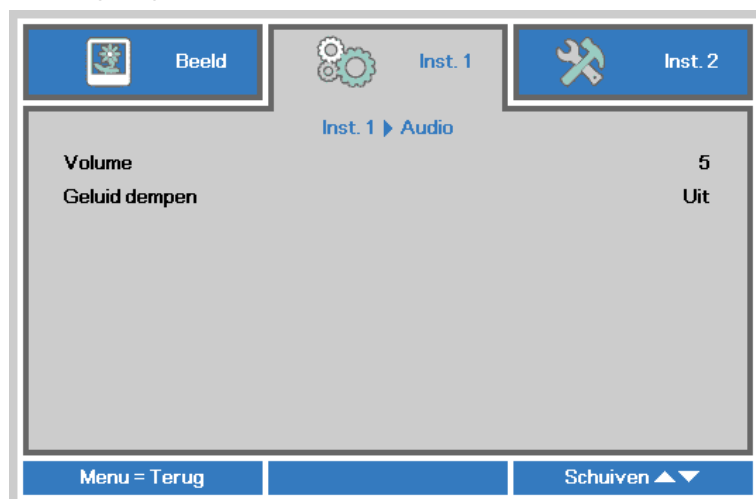 Beeld
Inst. 1
Inst. 2
Inst. 1 ▶ Audio
Volume 5
Geluid dempen Uit
Menu = Terug
Schuiven ▲▼